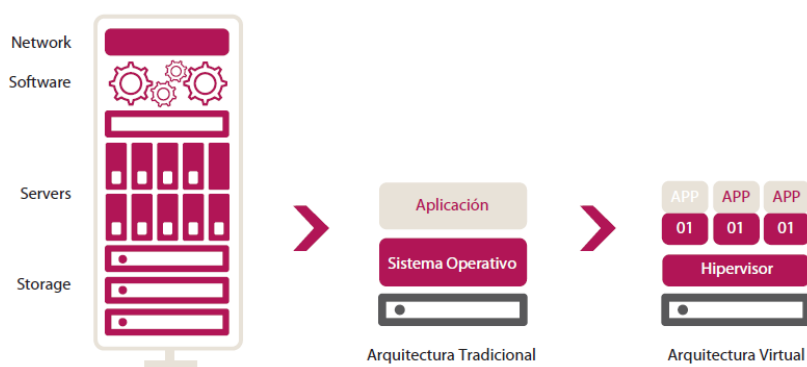 Network
Software
Servers
Storage
Aplicación
Sistema Operativo
Arquitectura Tradicional
APP APP APP
01 01 01
Hipervisor
Arquitectura Virtual